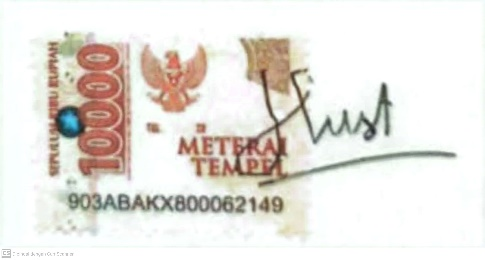 SEPULUH RIBU RUPIAH
10000
METERAI
TEMPEL
903ABAKX800062149